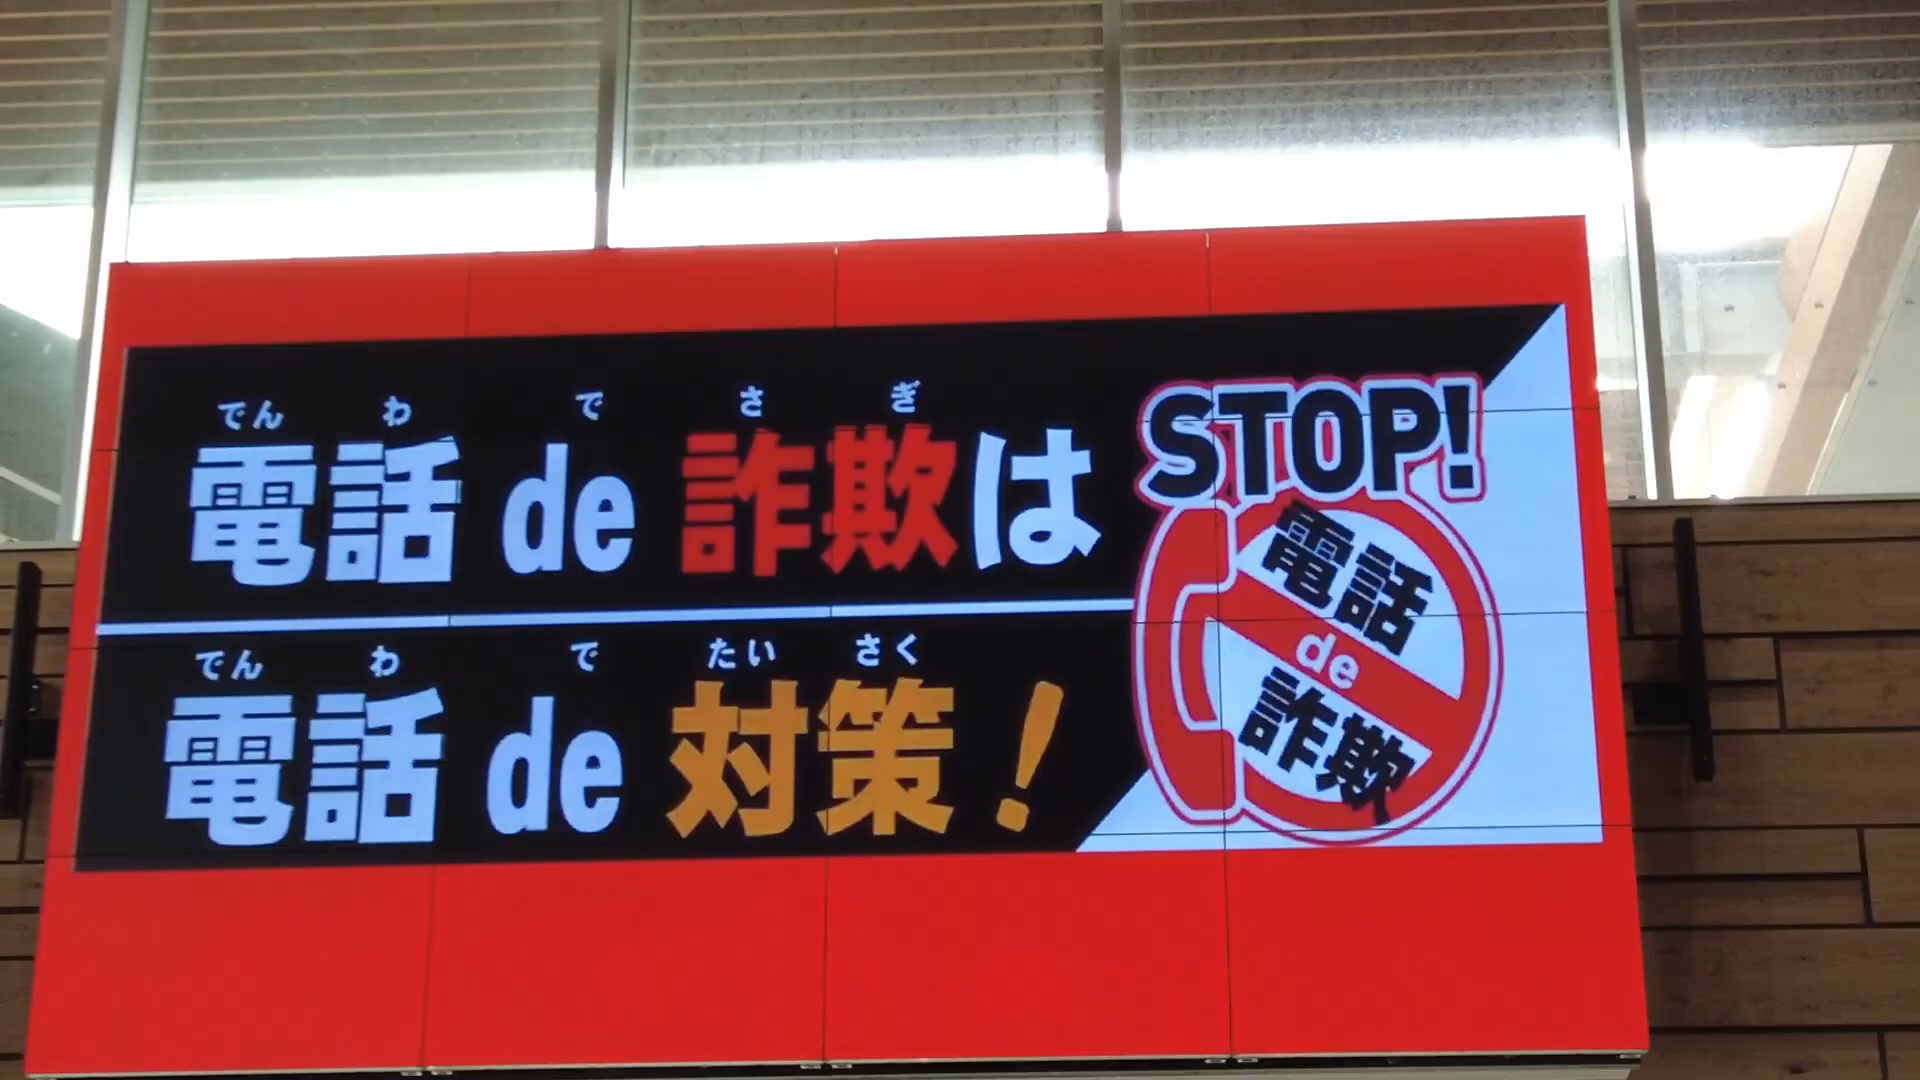 でん わ で さ ぎ
電話 de 詐欺は
でん わ で たい さく
電話 de 対策!
STOP!
電話
de
詐欺